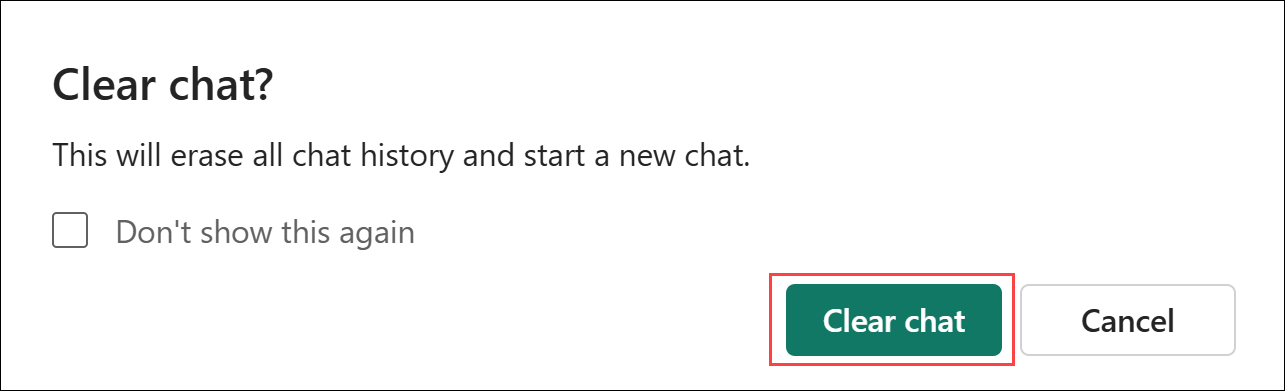 Clear chat?
This will erase all chat history and start a new chat.
Don't show this again
Clear chat
Cancel